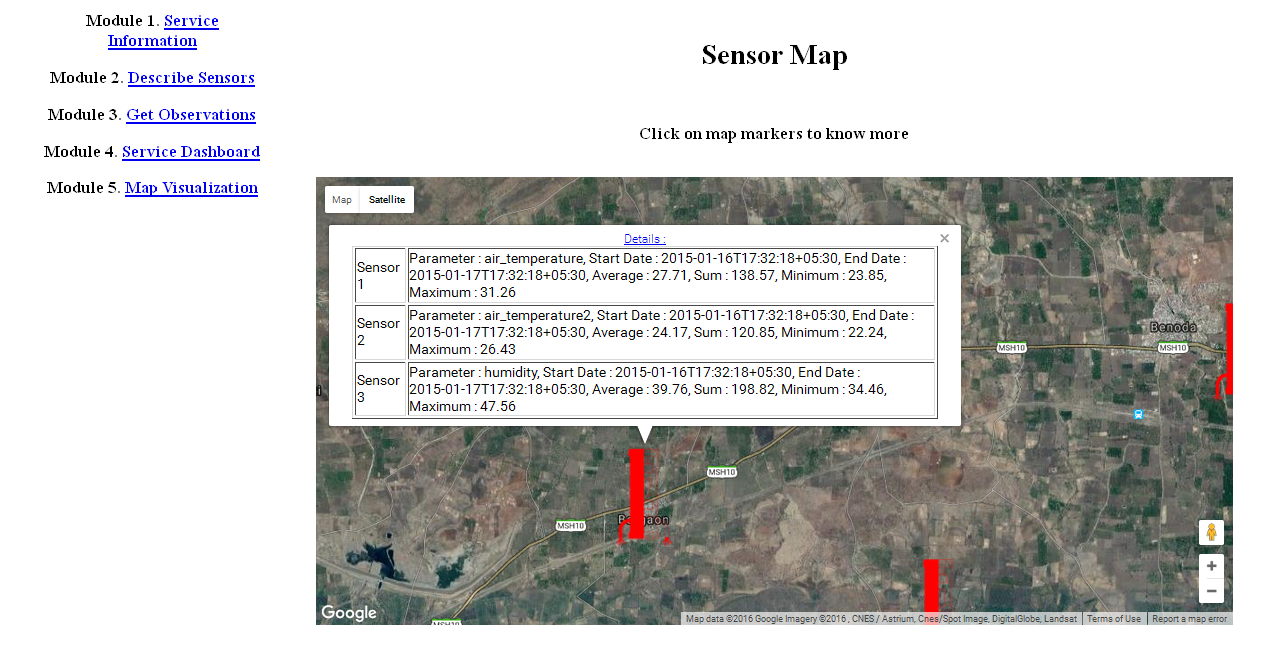 Module 1. Service
Information
Module 2. Describe Sensors
Module 3. Get Observations
Module 4. Service Dashboard
Module 5. Map Visualization
Sensor Map
Click on map markers to know more
Map Satellite
Details :
Sensor 1
Parameter : air_temperature, Start Date : 2015-01-16T17:32:18+05:30, End Date :
2015-01-17T17:32:18+05:30, Average : 27.71, Sum : 138.57, Minimum : 23.85,
Maximum : 31.26
Sensor 2
Parameter : air_temperature2, Start Date : 2015-01-16T17:32:18+05:30, End Date :
2015-01-17T17:32:18+05:30, Average : 24.17, Sum : 120.85, Minimum : 22.24,
Maximum : 26.43
Sensor 3
Parameter : humidity, Start Date : 2015-01-16T17:32:18+05:30, End Date :
2015-01-17T17:32:18+05:30, Average : 39.76, Sum : 198.82, Minimum : 34.46,
Maximum : 47.56
Benoda
MSH10
MSH10
MSH10
MSH10
MSH10
Google
Map data ©2016 Google Imagery ©2016 , CNES / Astrium, Cnes/Spot Image, DigitalGlobe, Landsat
Terms of Use
Report a map error